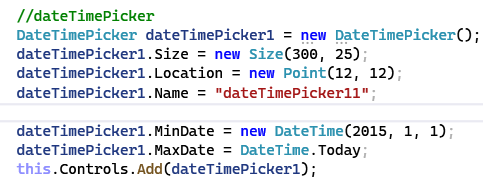 //dateTimePicker
DateTimePicker dateTimePicker1 = new DateTimePicker();
dateTimePicker1.Size = new Size(300, 25);
dateTimePicker1.Location = new Point(12, 12);
dateTimePicker1.Name = "dateTimePicker11";
dateTimePicker1.MinDate = new DateTime(2015, 1, 1);
dateTimePicker1.MaxDate = DateTime.Today;
this.Controls.Add(dateTimePicker1);